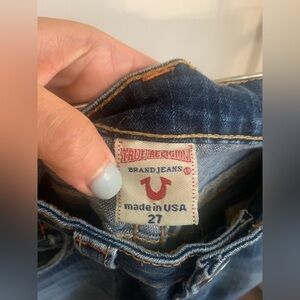 TRUE RELIGION
BRAND JEANS ®
made in USA
27